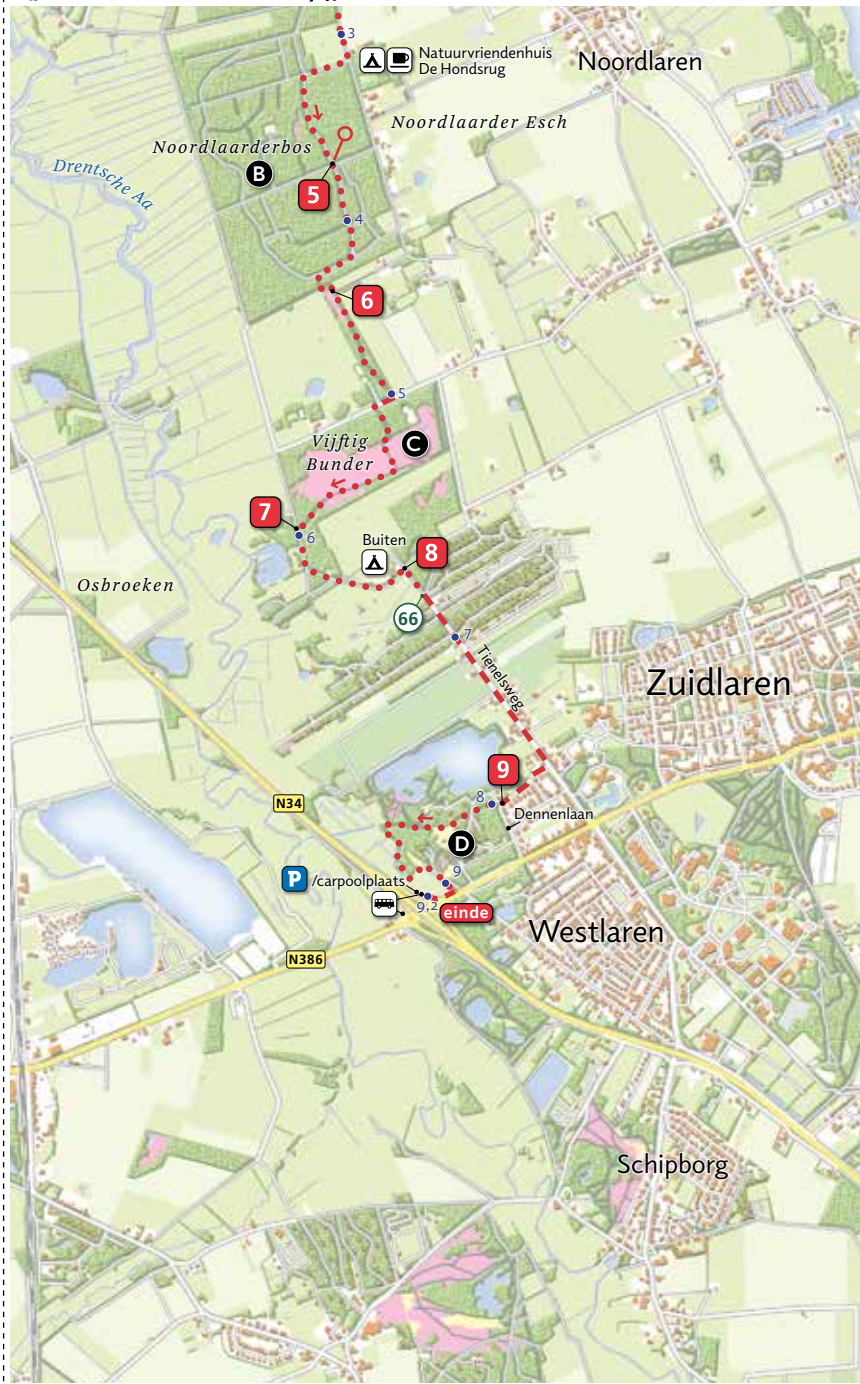 3
Natuurvriendenhuis
De Hondsrug
Noordlaren
Noordlaarder Esch
Noordlaarderbos
B
Drentsche Aa
5
4
6
5
Vijftig
Bunder
C
7
6
Buiten
8
Osbroeken
66
7
Tienelsweg
Zuidlaren
9
8
N34
Dennenlaan
D
P /carpoolplaats
9
9,2
einde
Westlaren
N386
Schipborg